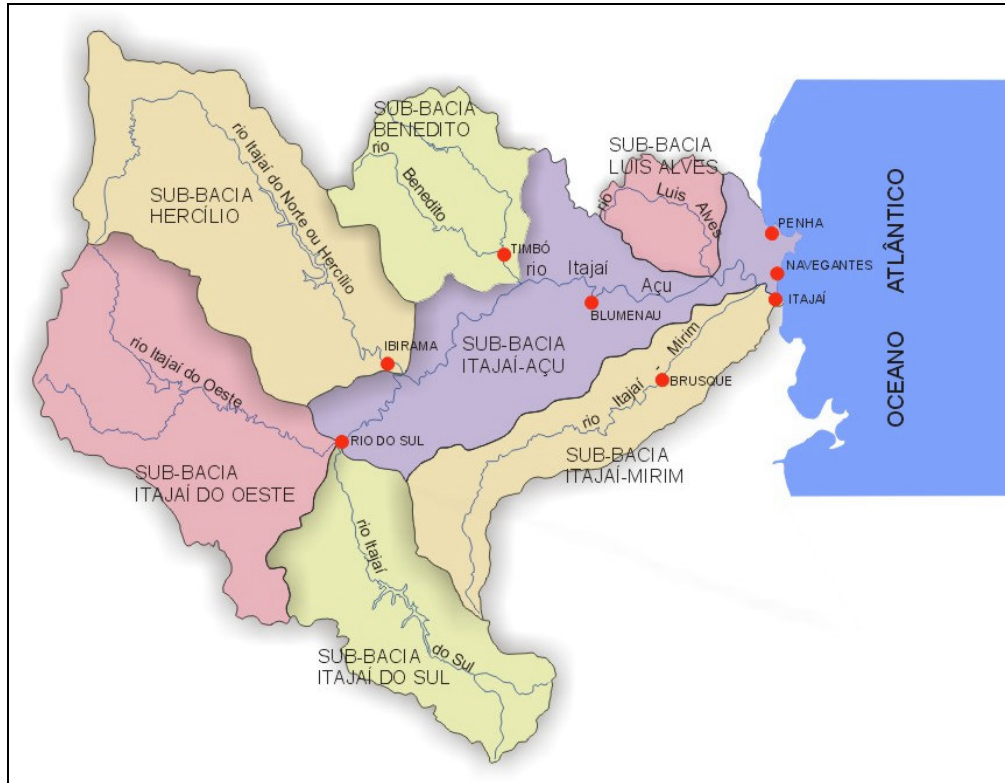 SUB-BACIA
HERCÍLIO
rio Itajaí do Norte ou Hercílio
SUB-BACIA
BENEDITO
rio
Benedito
SUB-BACIA
LUIS ALVES
rio
Luis Alves
PENHA
NAVEGANTES
ITAJAÍ
OCEANO ATLÂNTICO
TIMBÓ
rio Itajaí Açu
BLUMENAU
SUB-BACIA
ITAJAÍ-AÇU
IBIRAMA
rio Itajaí do Oeste
RIO DO SUL
SUB-BACIA
ITAJAÍ DO OESTE
rio Itajaí - Mirim
BRUSQUE
SUB-BACIA
ITAJAÍ-MIRIM
rio Itajaí
do Sul
SUB-BACIA
ITAJAÍ DO SUL